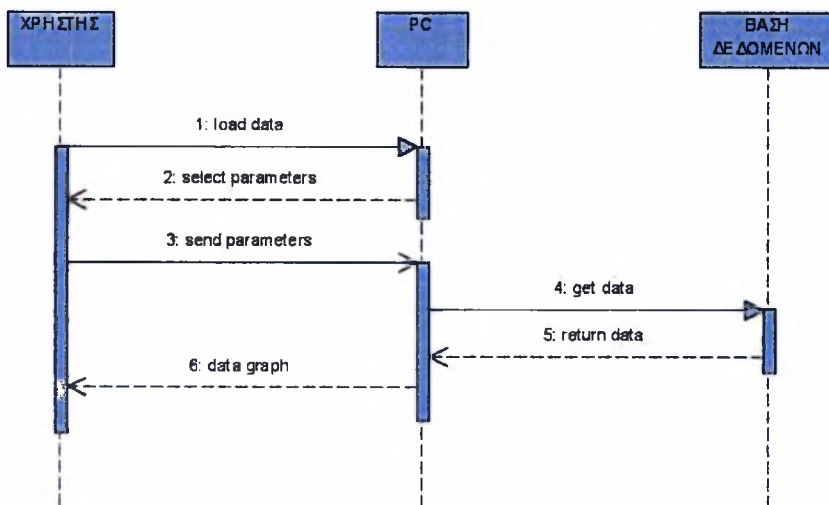 ΧΡΗΣΤΗΣ
PC
ΒΑΣΗ
ΔΕΔΟΜΕΝΩΝ
1: load data
2: select parameters
3: send parameters
4: get data
5: return data
6: data graph